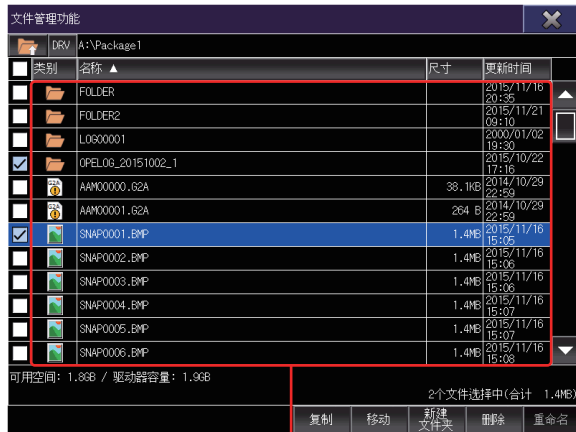 文件管理功能
DRV A:\Package1
类别 名称 ▲ 尺寸 更新时间
FOLDER 2015/11/16 20:35
FOLDER2 2015/11/21 09:10
LOG00001 2000/01/02 19:30
OPELOG_20151002_1 2015/10/22 17:16
G2A AAM00000.G2A 38.1KB 2014/10/29 22:59
G2A AAM00001.G2A 264 B 2014/10/29 22:59
SNAP0001.BMP 1.4MB 2015/11/16 15:05
SNAP0002.BMP 1.4MB 2015/11/16 15:06
SNAP0003.BMP 1.4MB 2015/11/16 15:06
SNAP0004.BMP 1.4MB 2015/11/16 15:07
SNAP0005.BMP 1.4MB 2015/11/16 15:07
SNAP0006.BMP 1.4MB 2015/11/16 15:08
可用空间: 1.8GB / 驱动器容量: 1.9GB
2个文件选择中(合计 1.4MB)
复制 移动 新建文件夹 删除 重命名